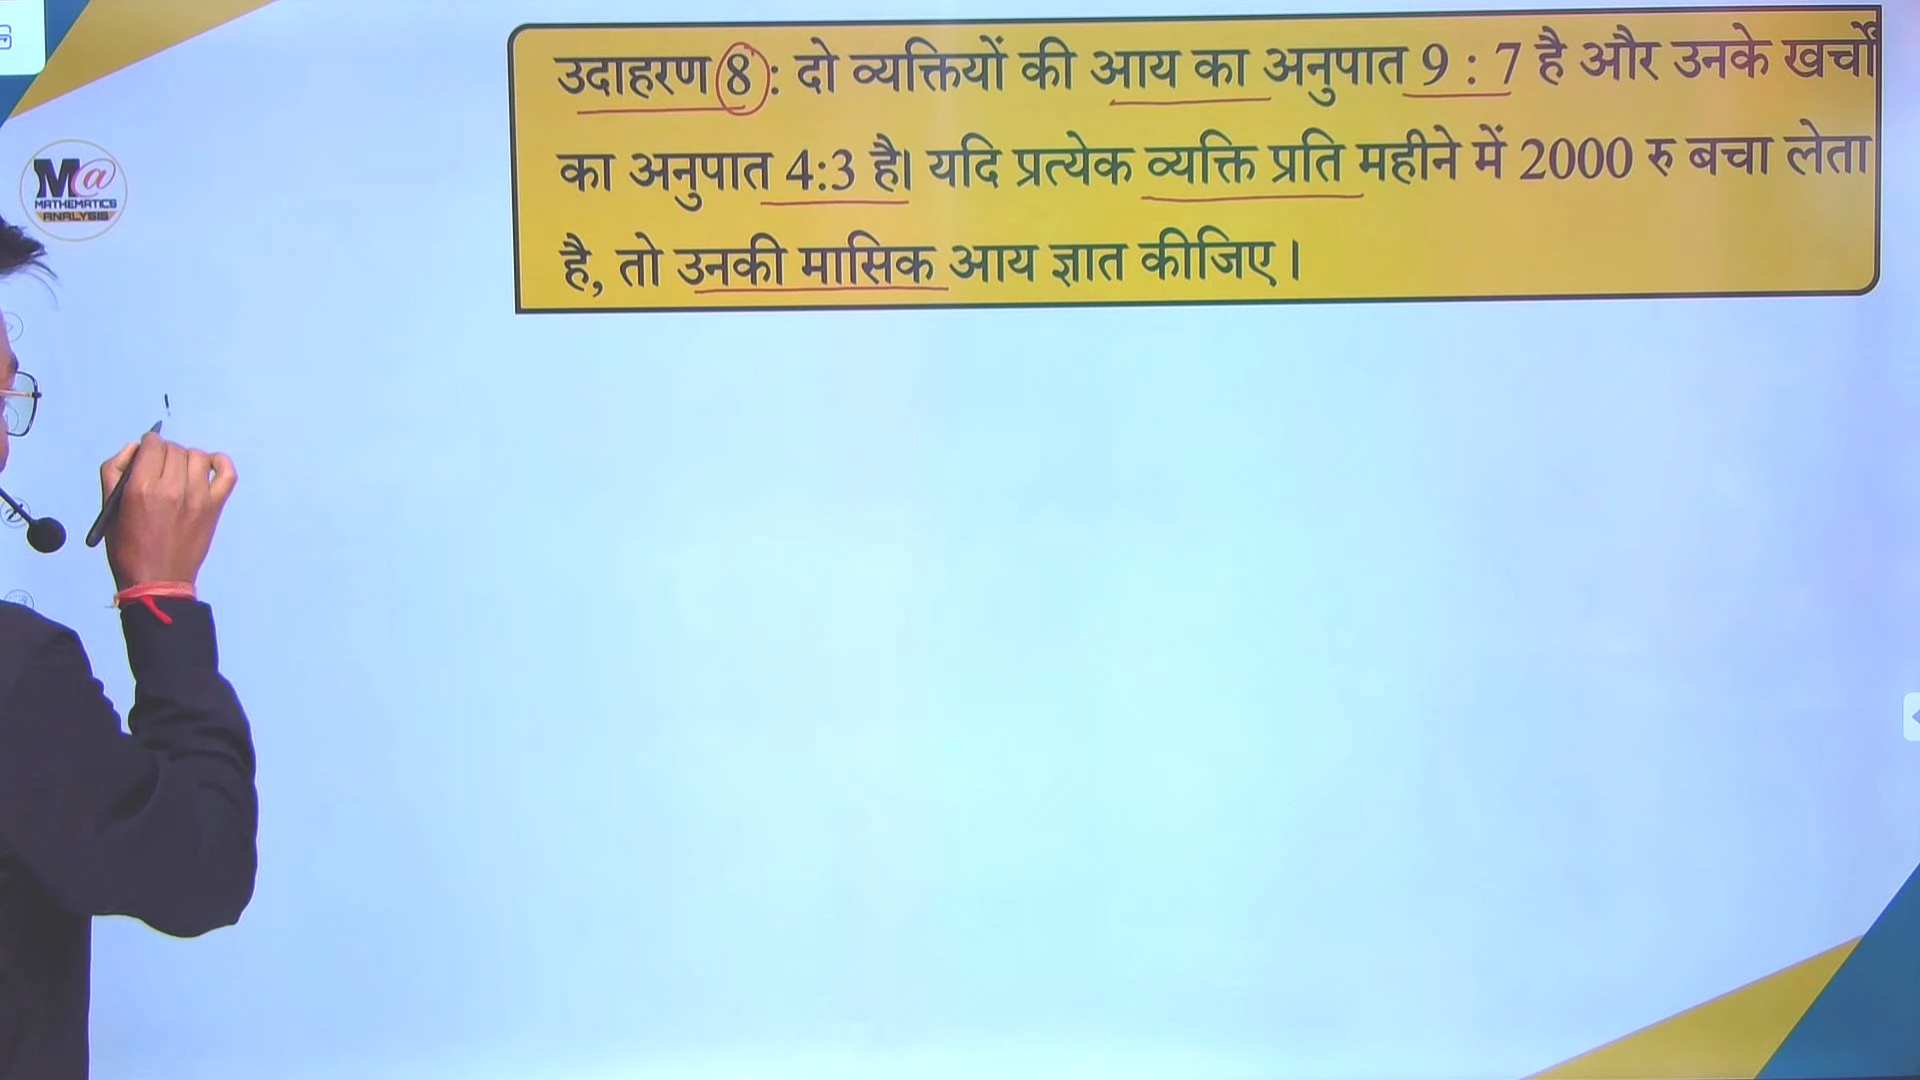 उदाहरण 8 : दो व्यक्तियों की आय का अनुपात 9 : 7 है और उनके खर्चों
का अनुपात 4:3 है। यदि प्रत्येक व्यक्ति प्रति महीने में 2000 रु बचा लेता
है, तो उनकी मासिक आय ज्ञात कीजिए।
M@
MATHEMATICS
ANALYSIS